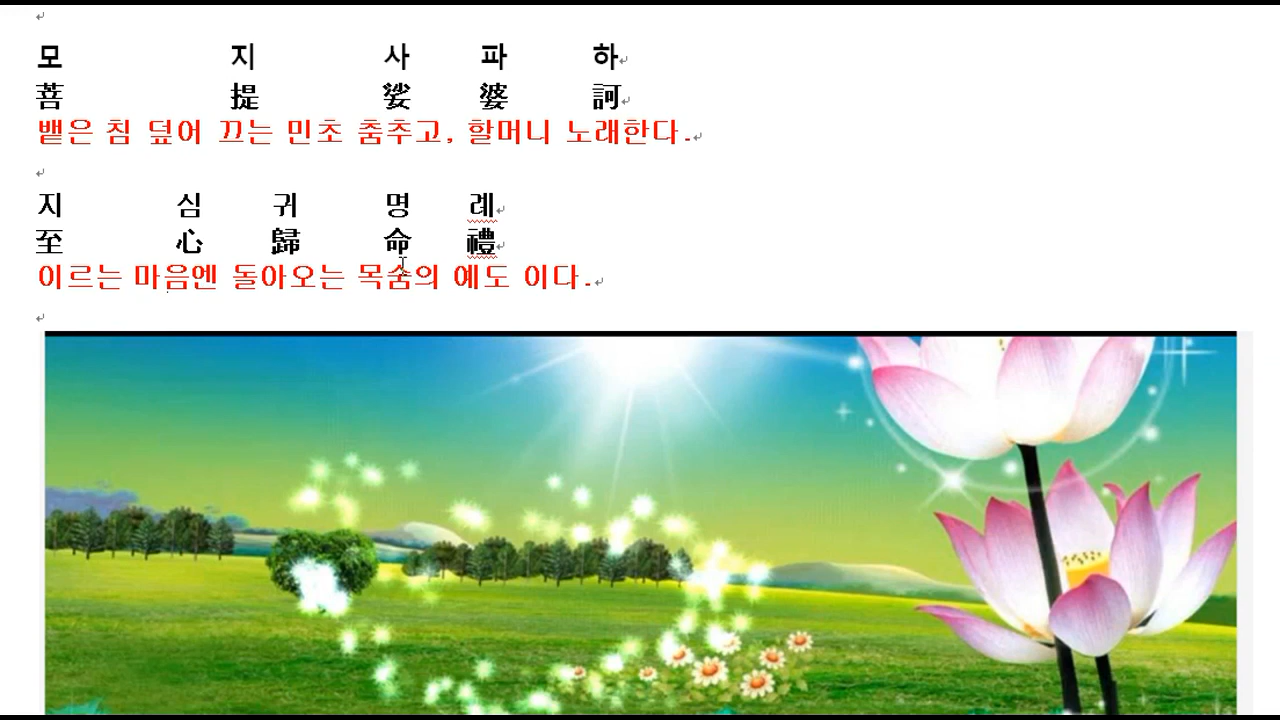 모 지 사 파 하
菩 提 娑 婆 訶
뱉은 침 덮어 끄는 민초 춤추고, 할머니 노래한다.
지 심 귀 명 례
至 心 歸 命 禮
이르는 마음엔 돌아오는 목숨의 예도 이다.